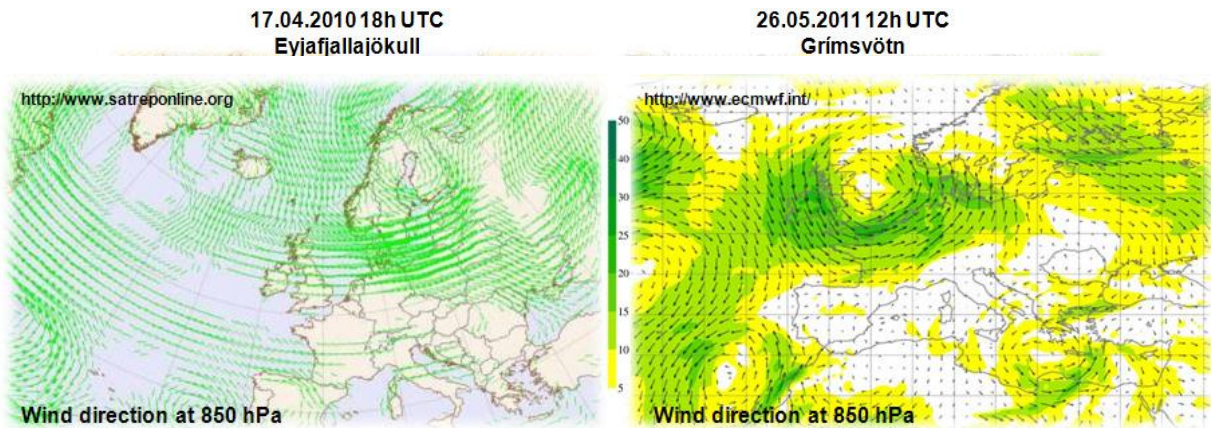 17.04.2010 18h UTC
Eyjafjallajökull
http://www.satreponline.org
Wind direction at 850 hPa
26.05.2011 12h UTC
Grímsvötn
http://www.ecmwf.int/
50
40
30
25
20
15
10
5
Wind direction at 850 hPa